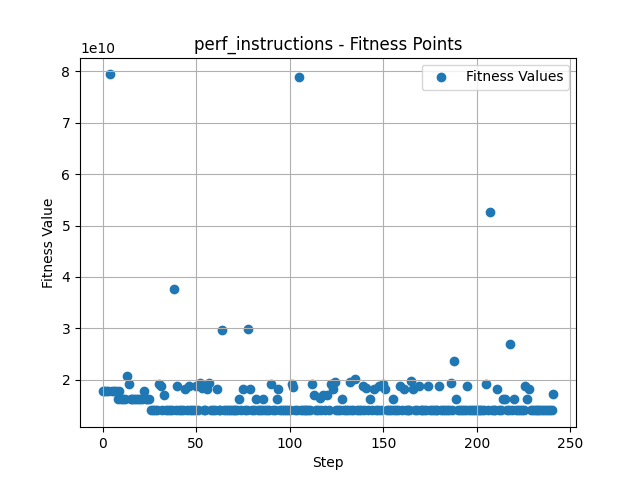 perf_instructions - Fitness Points
1e10
Fitness Values
8
7
6
5
4
3
2
Fitness Value
0
50
100
150
200
250
Step